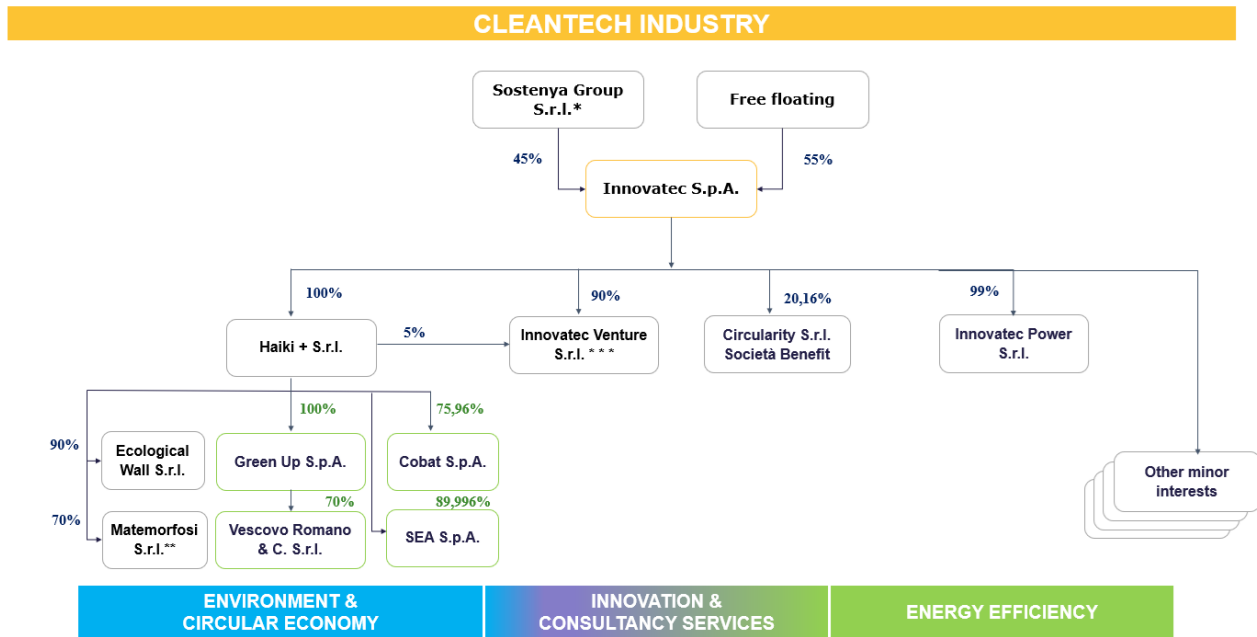 CLEANTECH INDUSTRY
Sostenya Group
S.r.l.*
Free floating
45%
55%
Innovatec S.p.A.
100%
90%
20,16%
99%
Haiki + S.r.l.
5%
Innovatec Venture
S.r.l. * * *
Circularity S.r.l.
Società Benefit
Innovatec Power
S.r.l.
100%
75,96%
90%
Ecological
Wall S.r.l.
Green Up S.p.A.
Cobat S.p.A.
Other minor
interests
70%
89,996%
70%
Matemorfosi
S.r.l.**
Vescovo Romano
& C. S.r.l.
SEA S.p.A.
ENVIRONMENT &
CIRCULAR ECONOMY
INNOVATION &
CONSULTANCY SERVICES
ENERGY EFFICIENCY